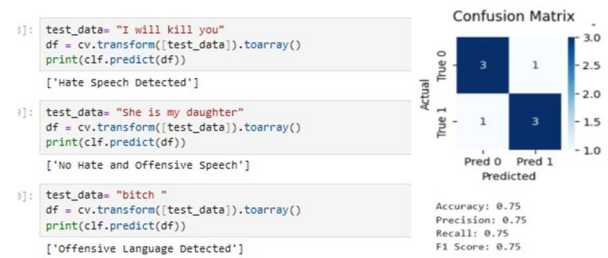 ]: test_data= "I will kill you"
df = cv.transform([test_data]).toarray()
print(clf.predict(df))
['Hate Speech Detected']
]: test_data= "She is my daughter"
df = cv.transform([test_data]).toarray()
print(clf.predict(df))
['No Hate and Offensive Speech']
]: test_data= "bitch "
df = cv.transform([test_data]).toarray()
print(clf.predict(df))
['Offensive Language Detected']
Confusion Matrix
3.0
2.5
2.0
1.5
1.0
Actual
True 0
True 1
3 1
1 3
Pred 0 Pred 1
Predicted
Accuracy: 0.75
Precision: 0.75
Recall: 0.75
F1 Score: 0.75